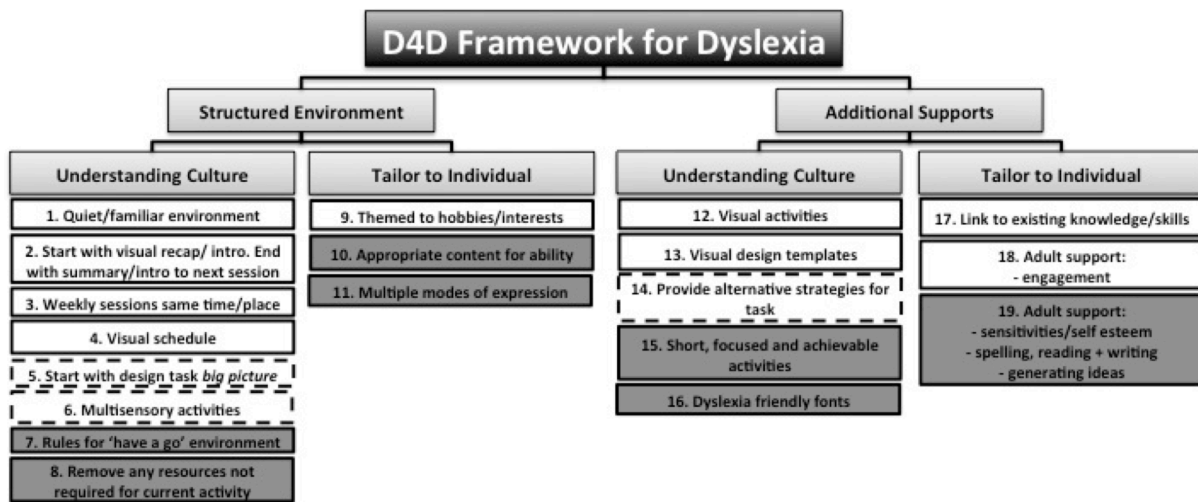 D4D Framework for Dyslexia
Structured Environment
Understanding Culture
1. Quiet/familiar environment
2. Start with visual recap/ intro. End
with summary/intro to next session
3. Weekly sessions same time/place
4. Visual schedule
5. Start with design task big picture
6. Multisensory activities
7. Rules for ‘have a go’ environment
8. Remove any resources not
required for current activity
Tailor to Individual
9. Themed to hobbies/interests
10. Appropriate content for ability
11. Multiple modes of expression
Additional Supports
Understanding Culture
12. Visual activities
13. Visual design templates
14. Provide alternative strategies for
task
15. Short, focused and achievable
activities
16. Dyslexia friendly fonts
Tailor to Individual
17. Link to existing knowledge/skills
18. Adult support:
- engagement
19. Adult support:
- sensitivities/self esteem
- spelling, reading + writing
- generating ideas